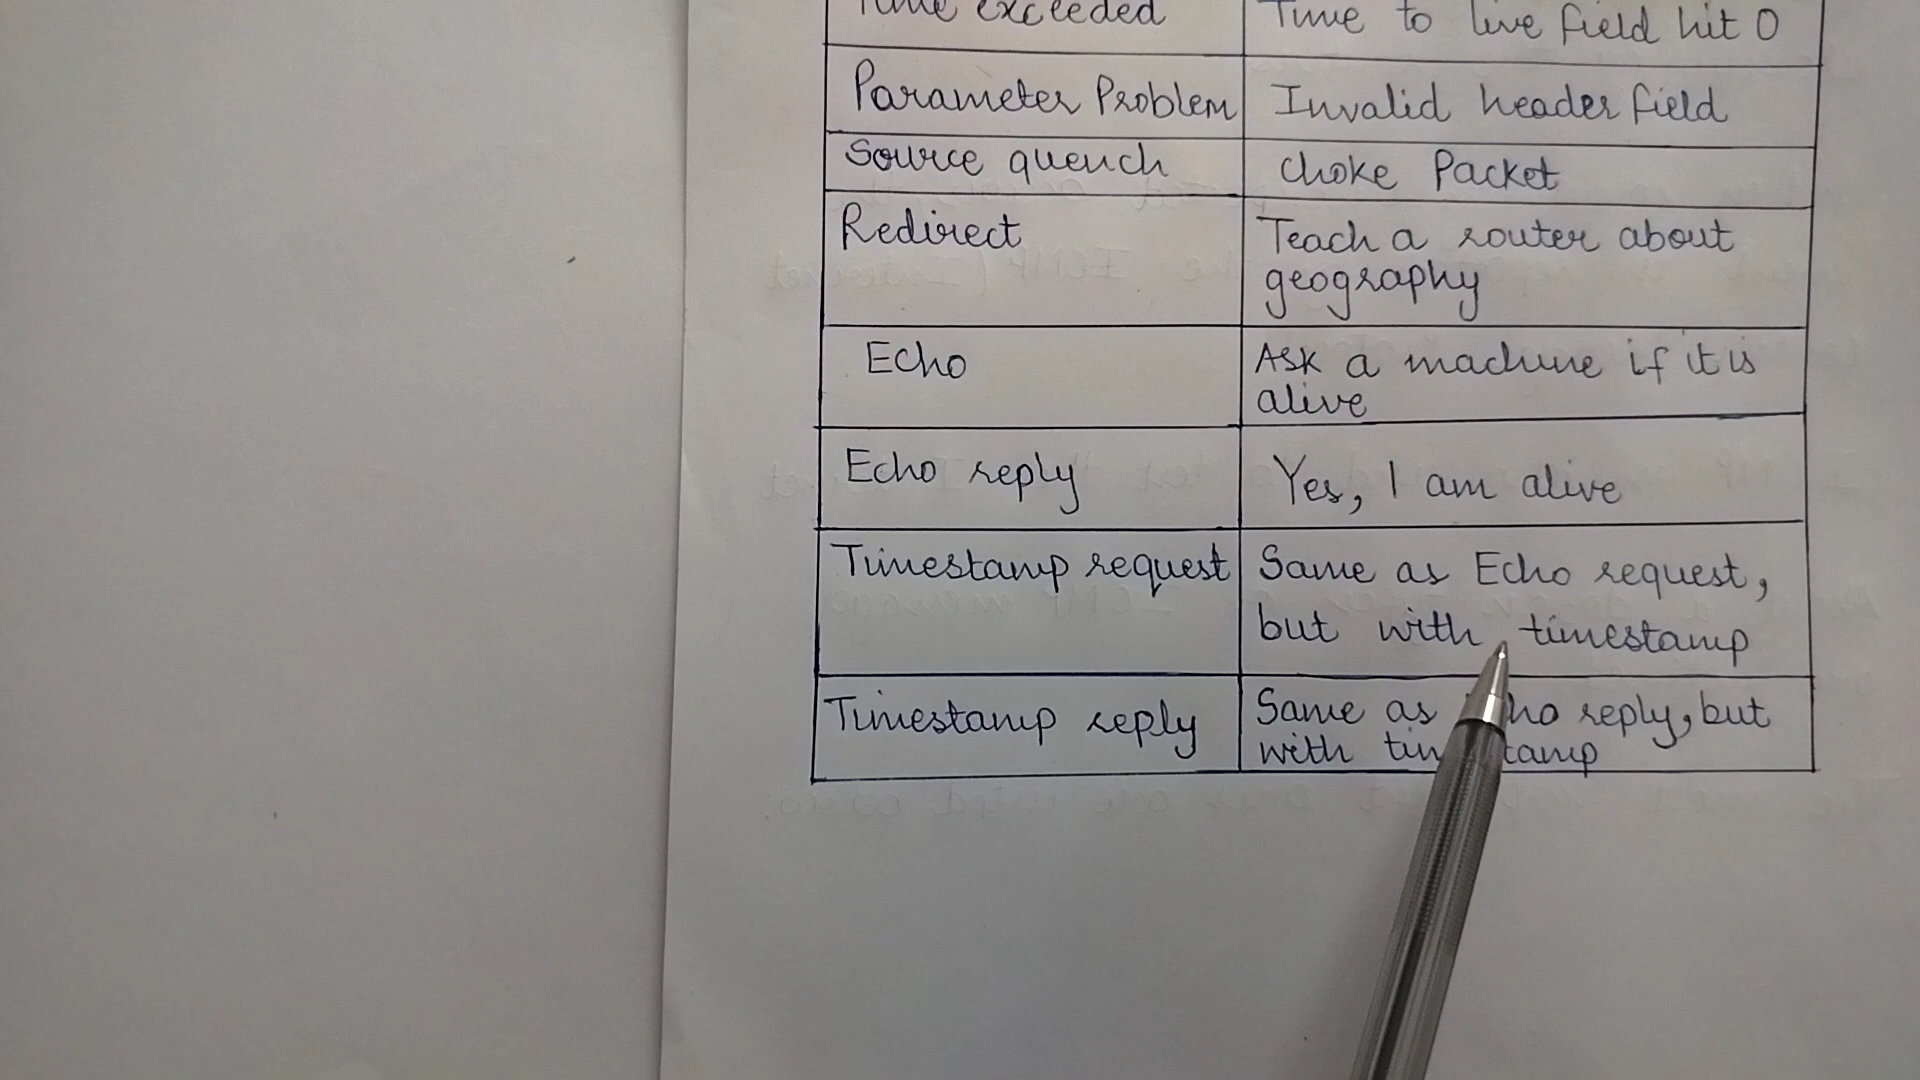 Time exceeded
Time to live field hit 0
Parameter Problem
Invalid header field
Source quench
choke Packet
Redirect
Teach a router about
geography
Echo
Ask a machine if it is
alive
Echo reply
Yes, I am alive
Timestamp request
Same as Echo request,
but with timestamp
Timestamp reply
Same as Echo reply, but
with timestamp